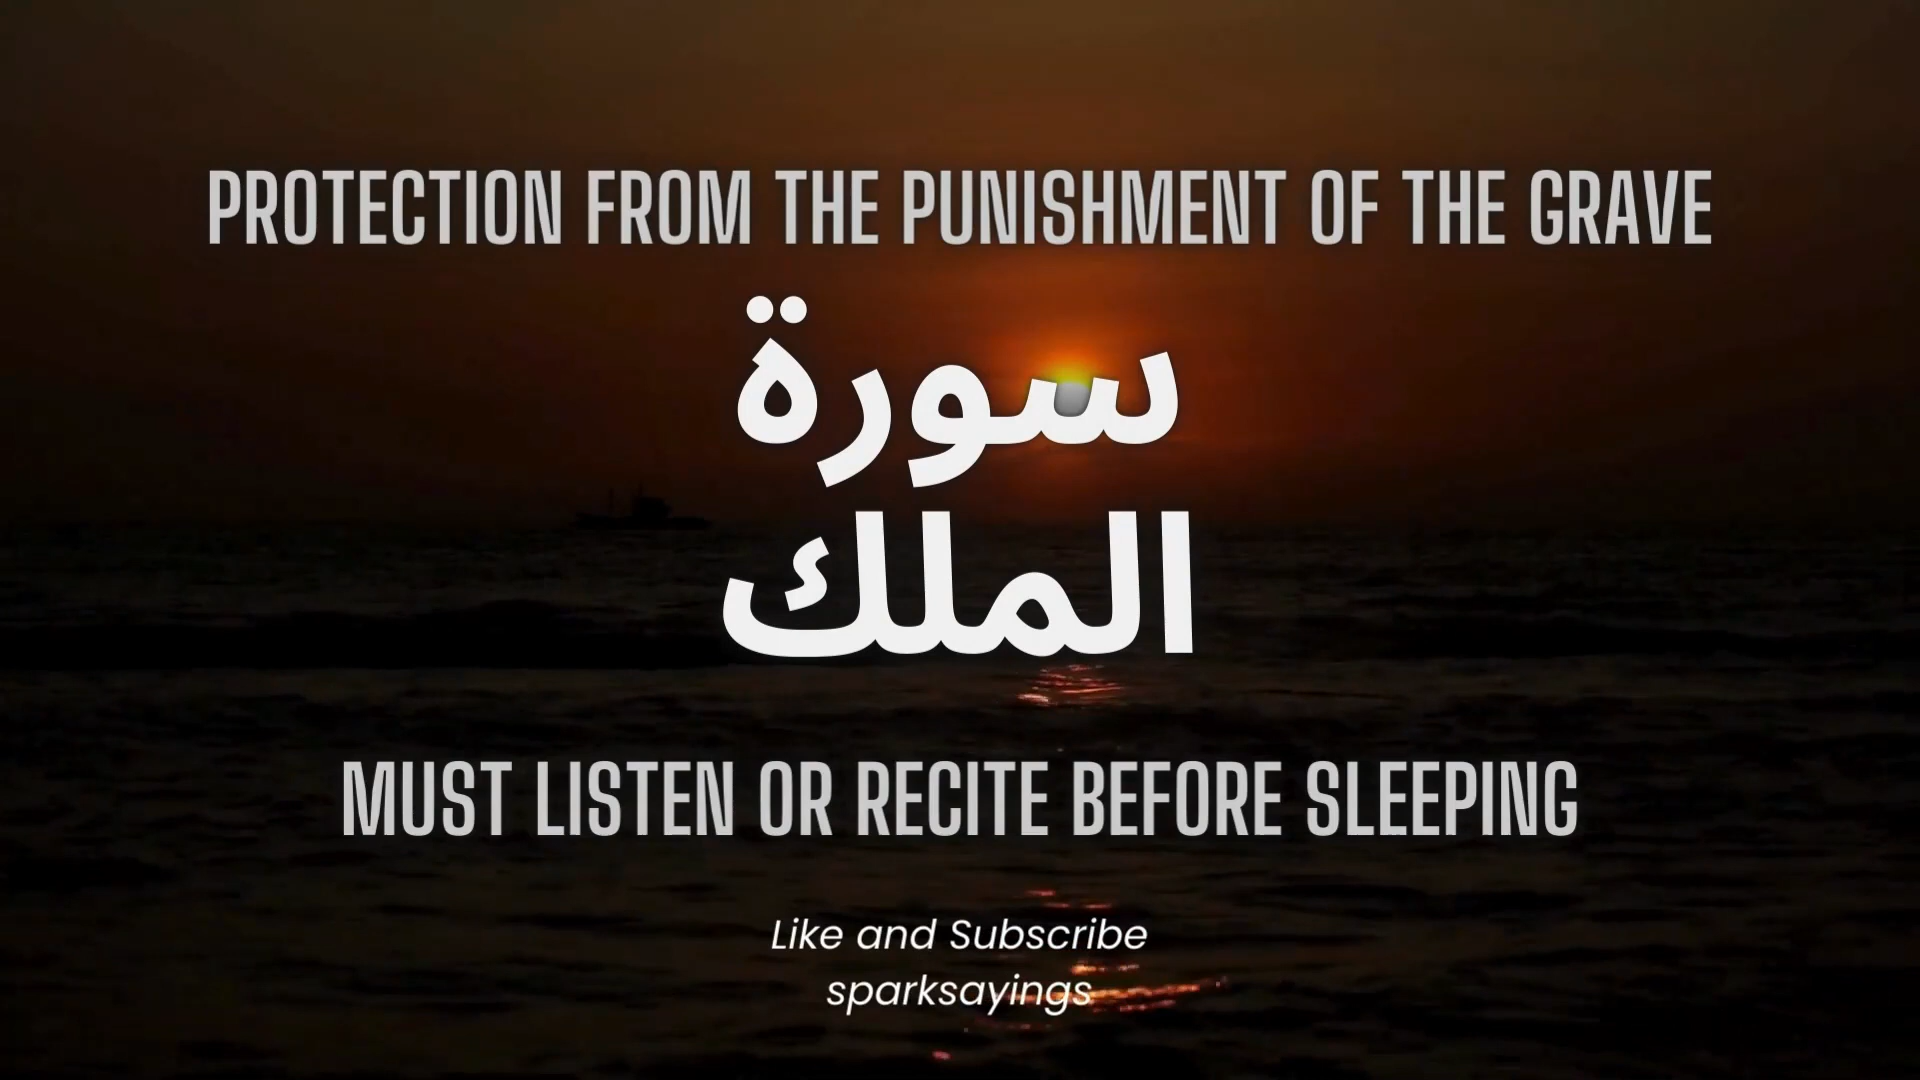 PROTECTION FROM THE PUNISHMENT OF THE GRAVE
سورة
الملك
MUST LISTEN OR RECITE BEFORE SLEEPING
Like and Subscribe
sparksayings